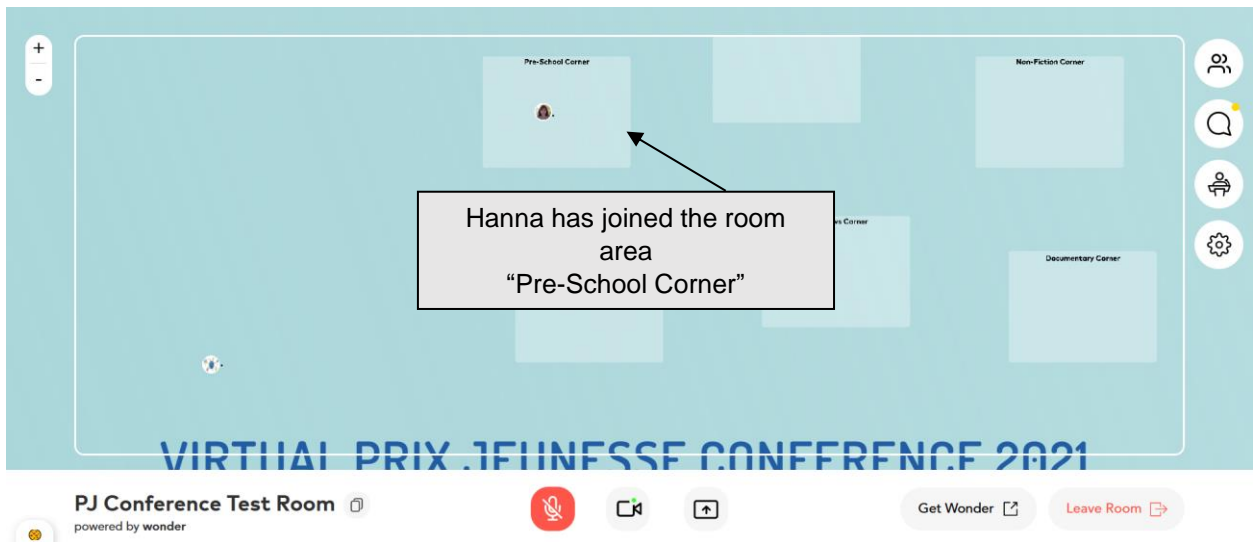 +
-
Pre-School Corner
Non-Fiction Corner
Hanna has joined the room
area
“Pre-School Corner”
Corner
Documentary Corner
VIRTUAL PRIX JEUNESSE CONFERENCE 2021
PJ Conference Test Room
powered by wonder
Get Wonder
Leave Room